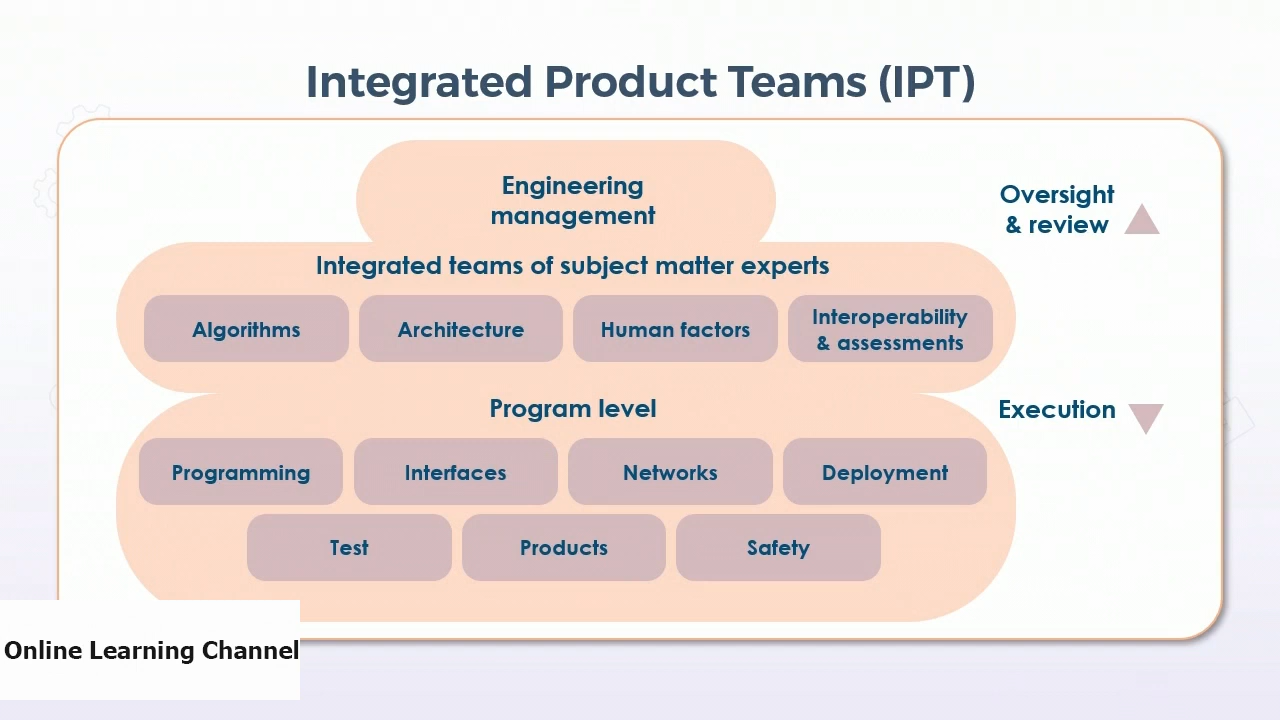 Integrated Product Teams (IPT)
Engineering
management
Oversight
& review
Integrated teams of subject matter experts
Algorithms
Architecture
Human factors
Interoperability
& assessments
Program level
Execution
Programming
Interfaces
Networks
Deployment
Test
Products
Safety
Online Learning Channel